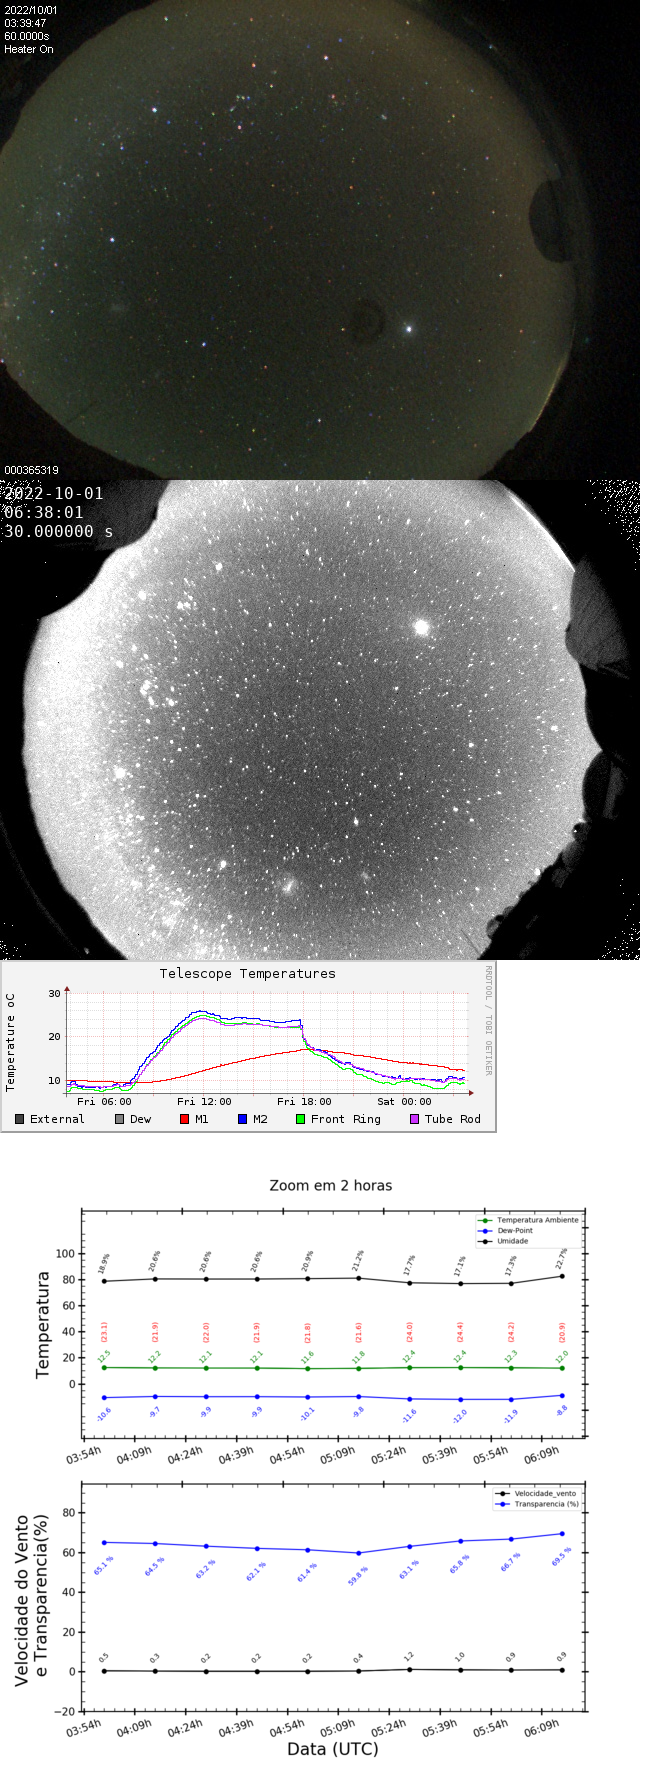 2022/10/01
03:39:47
60.0000s
Heater On
000365319
2022-10-01
06:38:01
30.000000 s
Telescope Temperatures
Temperature oC
30
20
10
Fri 06:00 Fri 12:00 Fri 18:00 Sat 00:00
External Dew M1 M2 Front Ring Tube Rod
RRDTOOL / TOBI OETIKER
Zoom em 2 horas
Temperatura
Temperatura Ambiente
Dew-Point
Umidade
100
80
60
40
20
0
18.9% 20.6% 20.6% 20.6% 20.9% 21.2% 17.7% 17.1% 17.3% 22.7%
(23.1) (21.9) (22.0) (21.9) (21.8) (21.6) (24.0) (24.4) (24.2) (20.9)
12.5 12.2 12.1 12.1 11.6 11.8 12.4 12.4 12.3 12.0
-10.6 -9.7 -9.9 -9.9 -10.1 -9.8 -11.6 -12.0 -11.9 -8.8
03:54h 04:09h 04:24h 04:39h 04:54h 05:09h 05:24h 05:39h 05:54h 06:09h
Velocidade do Vento
e Transparencia(%)
Velocidade_vento
Transparencia (%)
80
60
40
20
0
−20
65.1 % 64.5 % 63.2 % 62.1 % 61.4 % 59.8 % 63.1 % 65.8 % 66.7 % 69.5 %
0.5 0.3 0.2 0.2 0.2 0.4 1.2 1.0 0.9 0.9
03:54h 04:09h 04:24h 04:39h 04:54h 05:09h 05:24h 05:39h 05:54h 06:09h
Data (UTC)